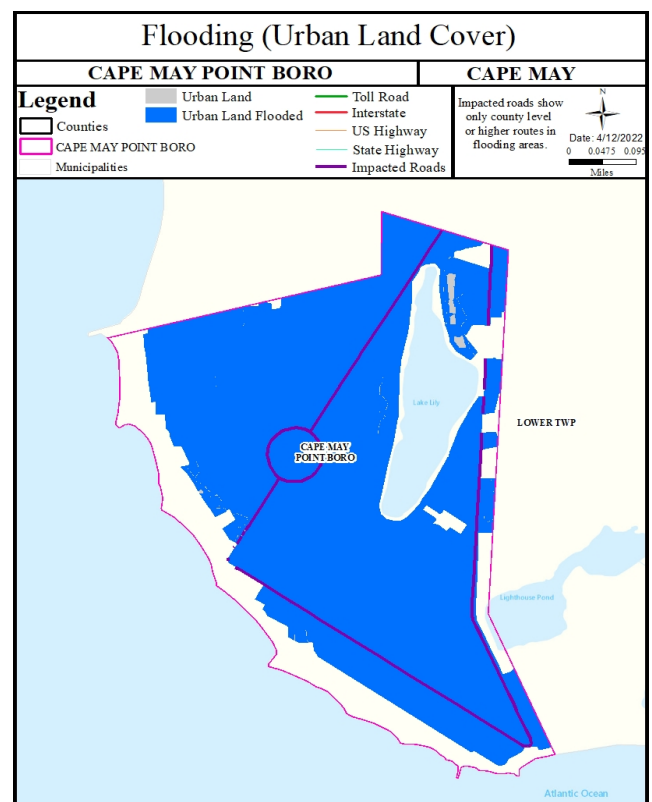 Flooding (Urban Land Cover)
CAPE MAY POINT BORO
CAPE MAY
Legend
Counties
CAPE MAY POINT BORO
Municipalities
Urban Land
Urban Land Flooded
Toll Road
Interstate
US Highway
State Highway
Impacted Roads
Impacted roads show
only county level
or higher routes in
flooding areas.
N
Date: 4/12/2022
0 0.0475 0.095
Miles
Lake Lily
LOWER TWP
CAPE MAY
POINT BORO
Lighthouse Pond
Atlantic Ocean